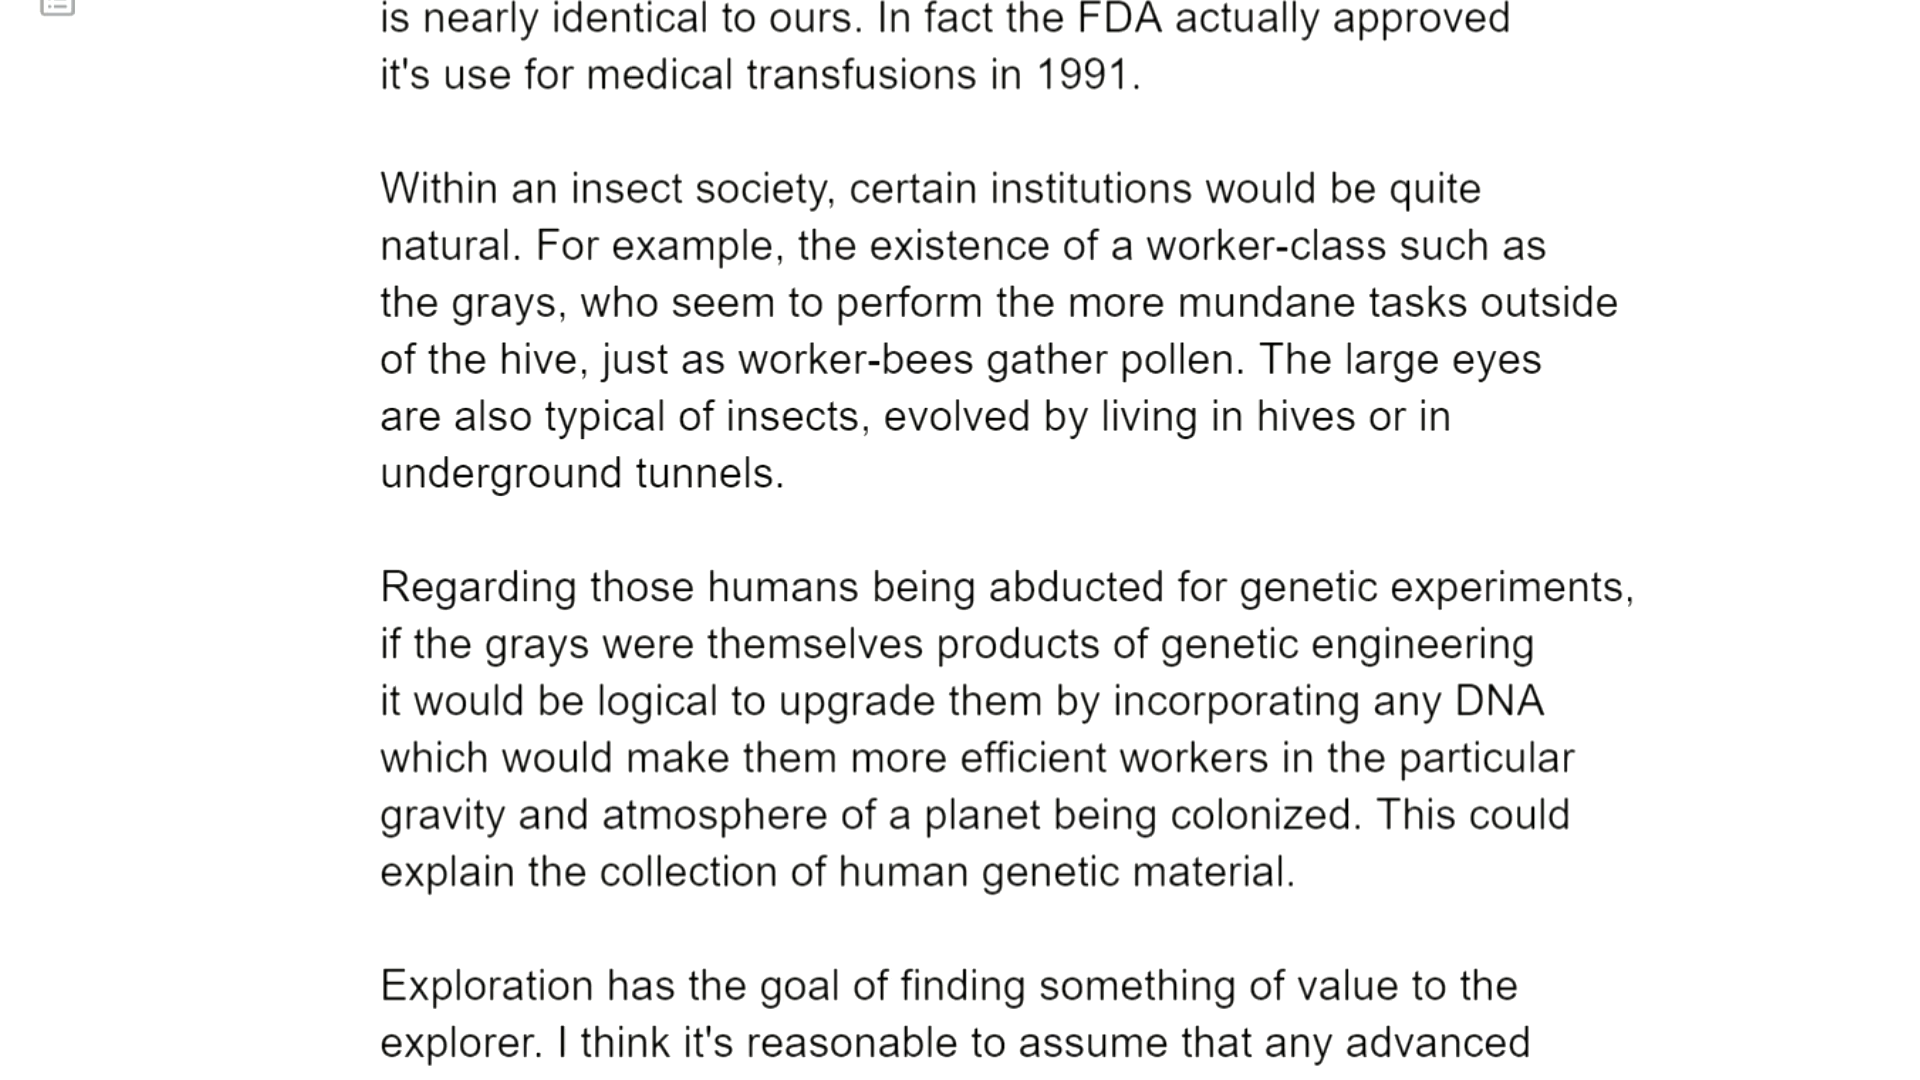 is nearly identical to ours. In fact the FDA actually approved
it's use for medical transfusions in 1991.
Within an insect society, certain institutions would be quite
natural. For example, the existence of a worker-class such as
the grays, who seem to perform the more mundane tasks outside
of the hive, just as worker-bees gather pollen. The large eyes
are also typical of insects, evolved by living in hives or in
underground tunnels.
Regarding those humans being abducted for genetic experiments,
if the grays were themselves products of genetic engineering
it would be logical to upgrade them by incorporating any DNA
which would make them more efficient workers in the particular
gravity and atmosphere of a planet being colonized. This could
explain the collection of human genetic material.
Exploration has the goal of finding something of value to the
explorer. I think it's reasonable to assume that any advanced